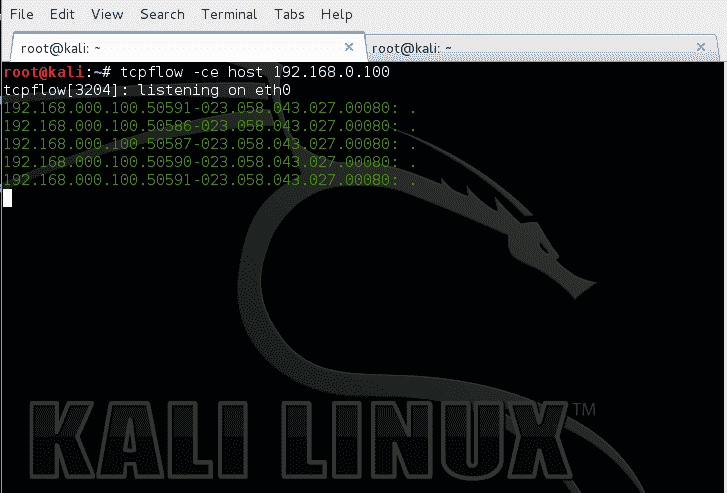 File Edit View Search Terminal Tabs Help
root@kali: ~ × root@kali: ~ ×
root@kali:~# tcpflow -ce host 192.168.0.100
tcpflow[3204]: listening on eth0
192.168.000.100.50591-023.058.043.027.00080: .
192.168.000.100.50586-023.058.043.027.00080: .
192.168.000.100.50587-023.058.043.027.00080: .
192.168.000.100.50590-023.058.043.027.00080: .
192.168.000.100.50591-023.058.043.027.00080: .
KALI LINUX™